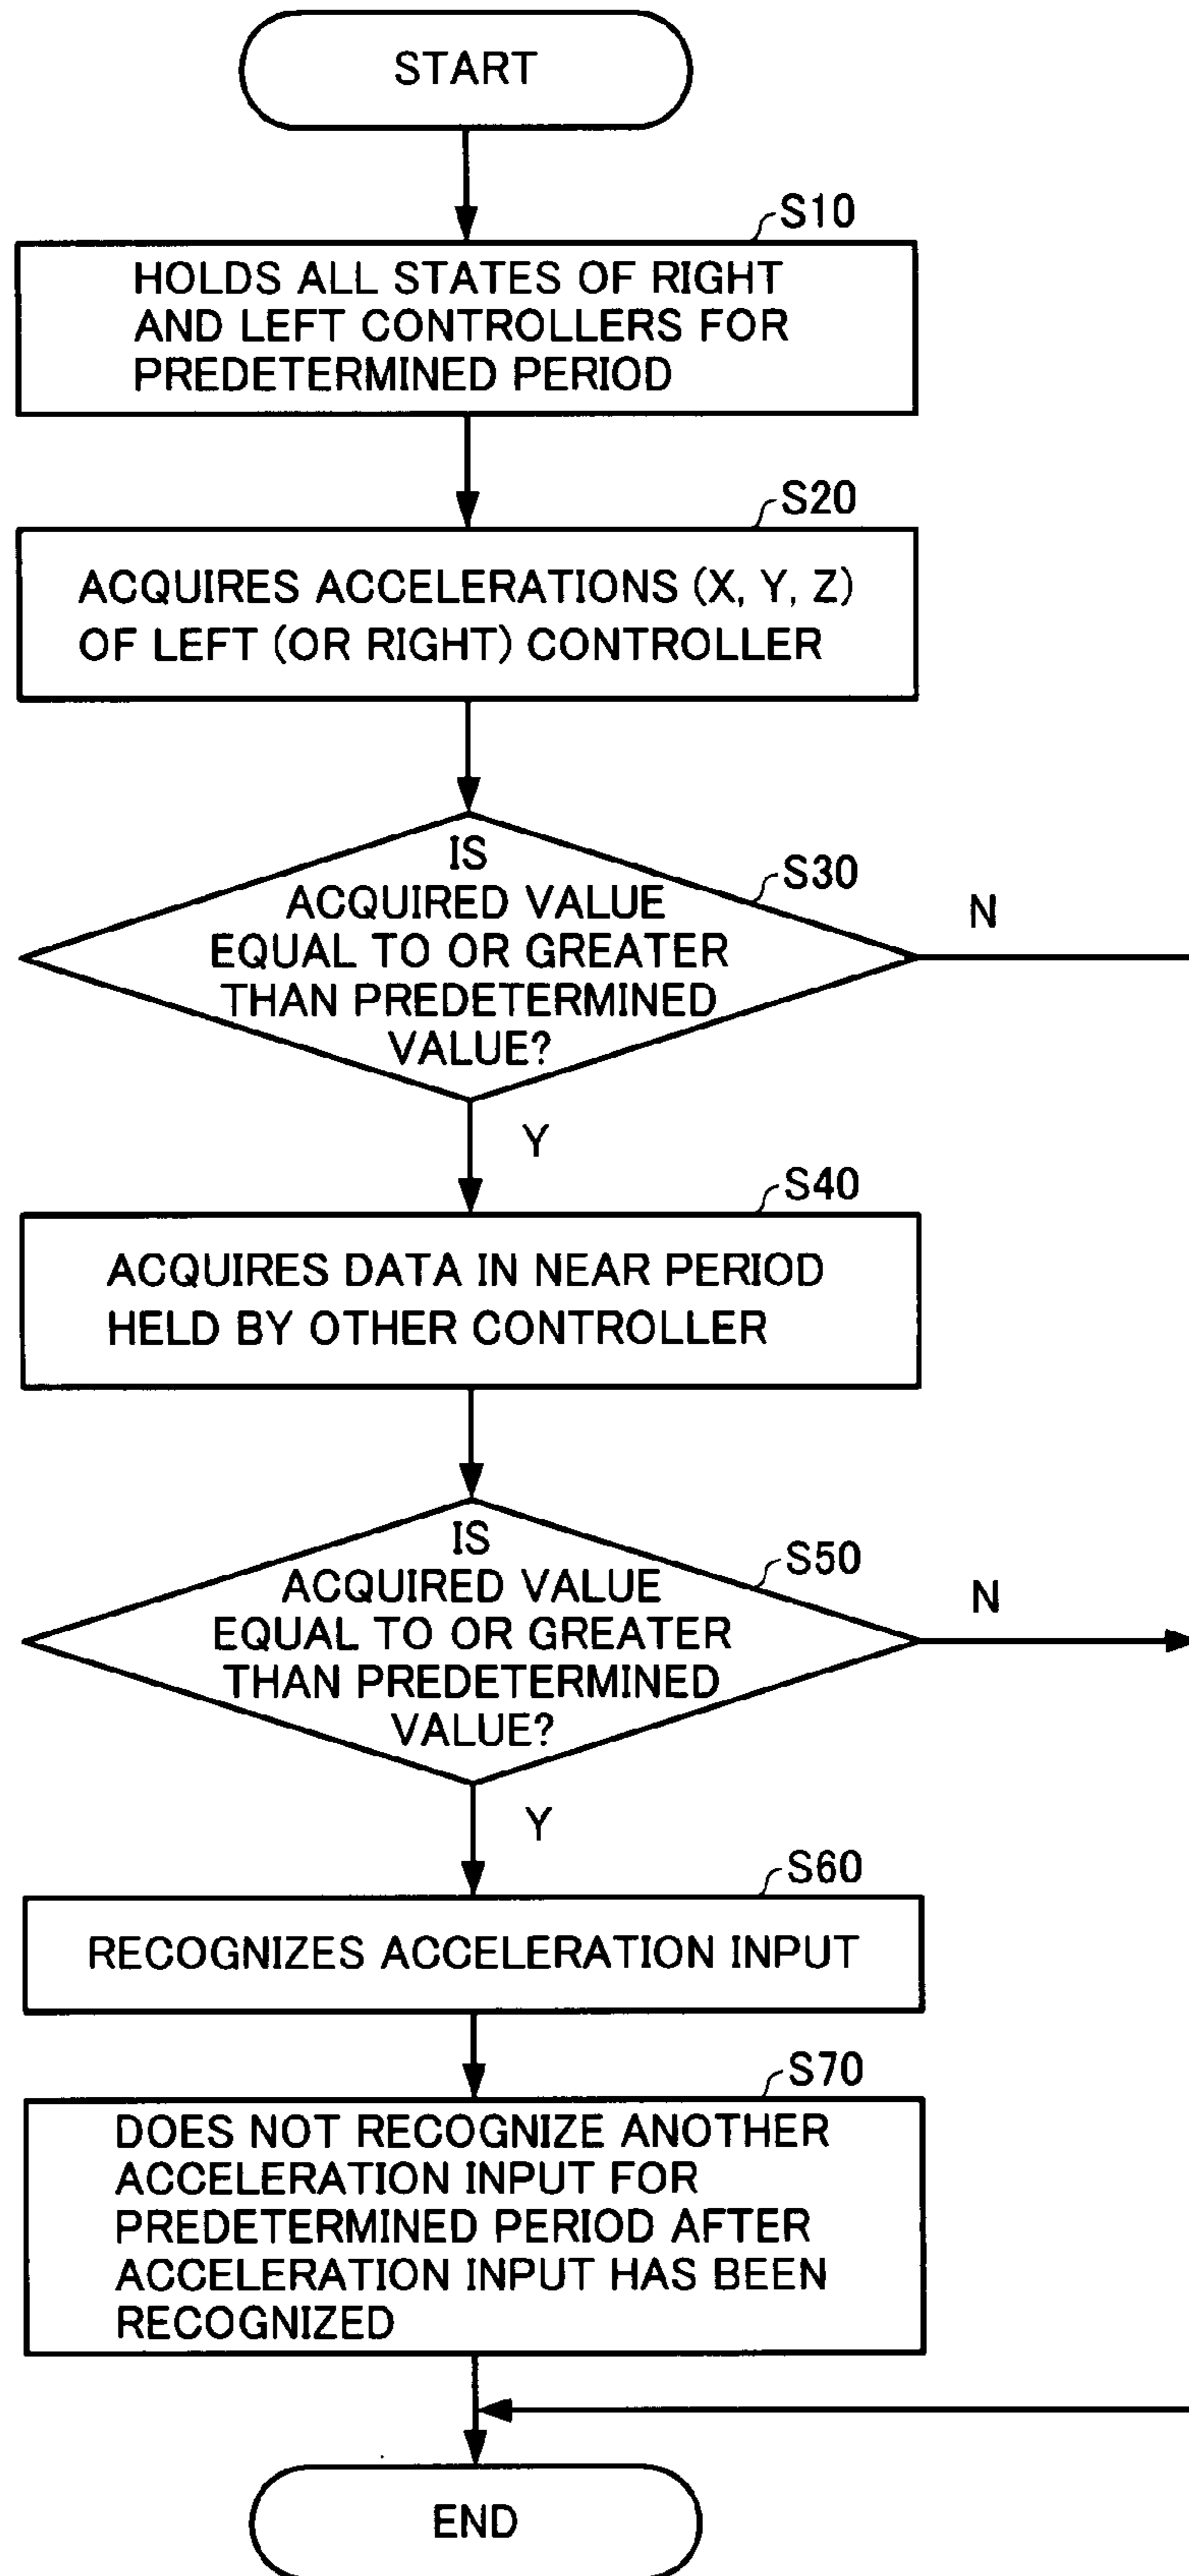 START
S10
HOLDS ALL STATES OF RIGHT
AND LEFT CONTROLLERS FOR
PREDETERMINED PERIOD
S20
ACQUIRES ACCELERATIONS (X, Y, Z)
OF LEFT (OR RIGHT) CONTROLLER
S30
IS
ACQUIRED VALUE
EQUAL TO OR GREATER
THAN PREDETERMINED
VALUE?
N
Y
S40
ACQUIRES DATA IN NEAR PERIOD
HELD BY OTHER CONTROLLER
S50
IS
ACQUIRED VALUE
EQUAL TO OR GREATER
THAN PREDETERMINED
VALUE?
N
Y
S60
RECOGNIZES ACCELERATION INPUT
S70
DOES NOT RECOGNIZE ANOTHER
ACCELERATION INPUT FOR
PREDETERMINED PERIOD AFTER
ACCELERATION INPUT HAS BEEN
RECOGNIZED
END